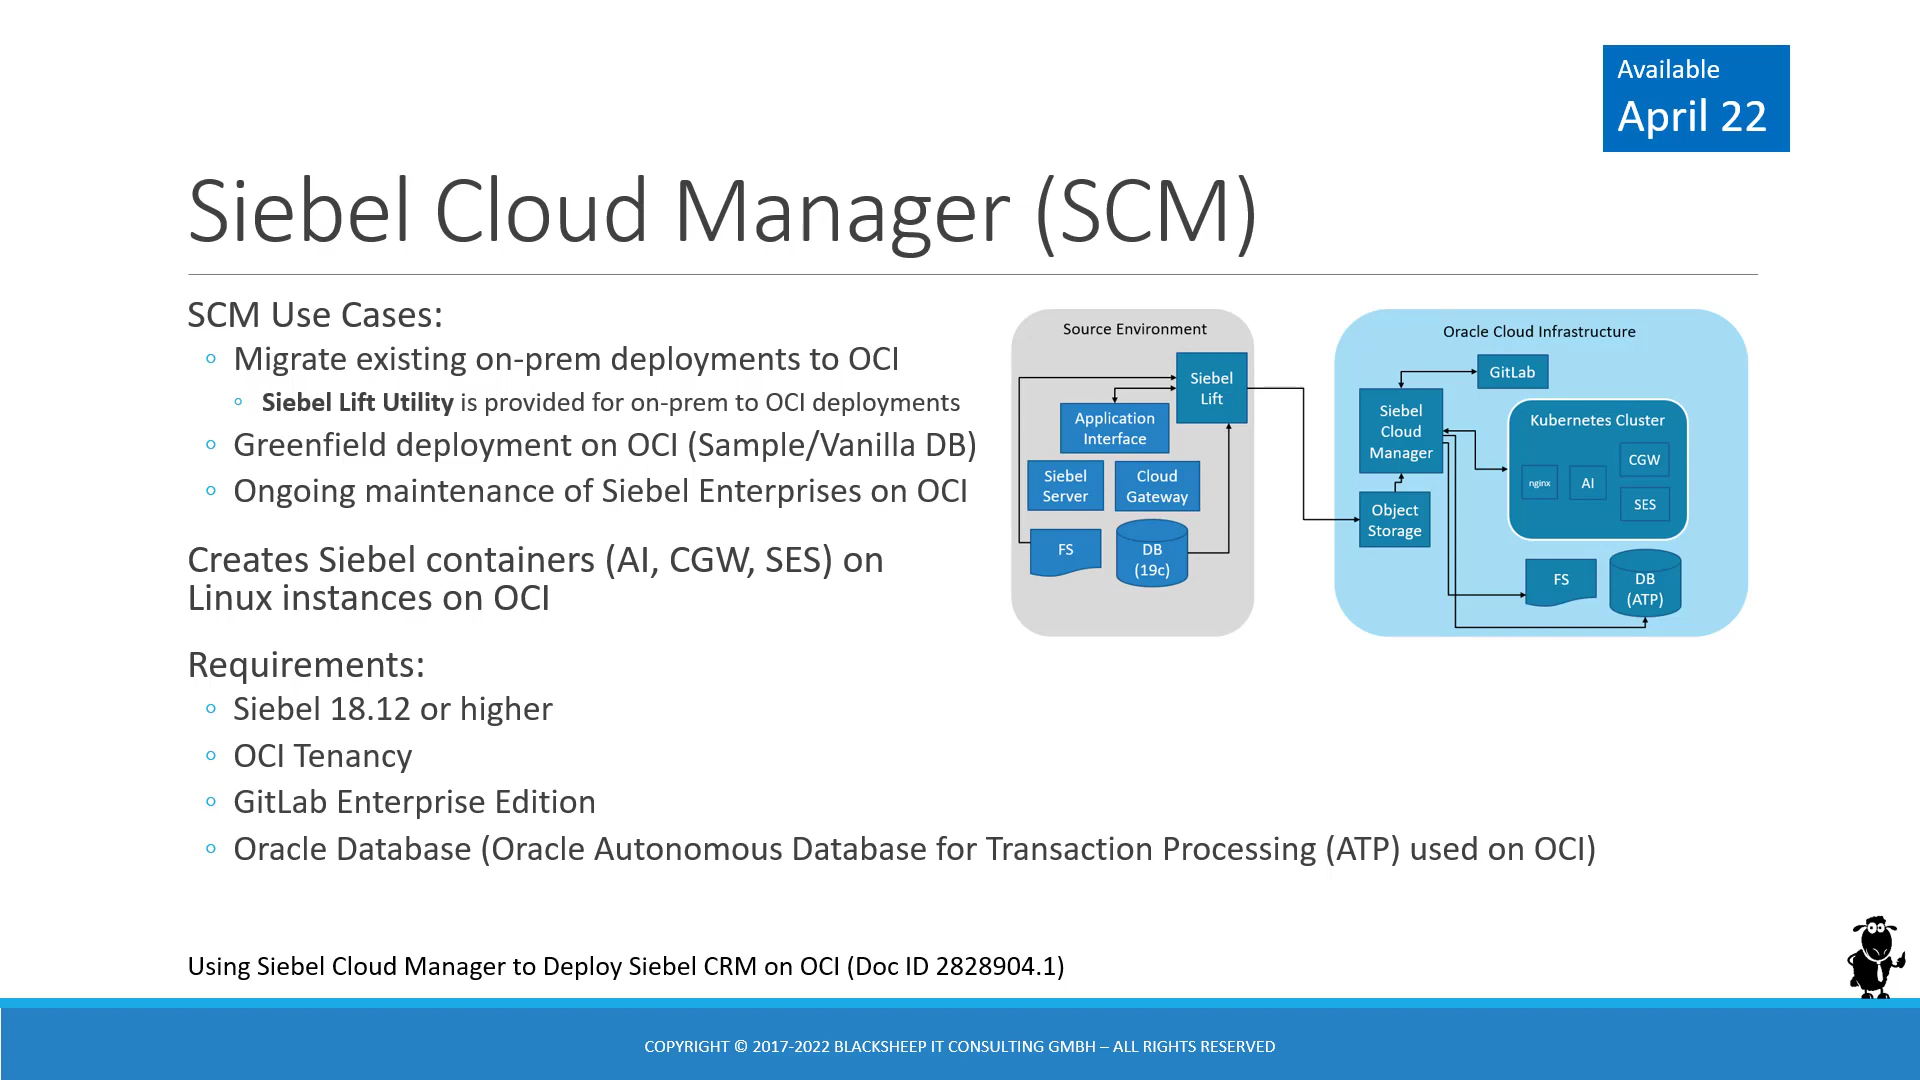 Available
April 22
Siebel Cloud Manager (SCM)
SCM Use Cases:
Migrate existing on-prem deployments to OCI
Siebel Lift Utility is provided for on-prem to OCI deployments
Greenfield deployment on OCI (Sample/Vanilla DB)
Ongoing maintenance of Siebel Enterprises on OCI
Creates Siebel containers (AI, CGW, SES) on
Linux instances on OCI
Requirements:
Siebel 18.12 or higher
OCI Tenancy
GitLab Enterprise Edition
Oracle Database (Oracle Autonomous Database for Transaction Processing (ATP) used on OCI)
Source Environment
Siebel
Lift
Application
Interface
Siebel
Server
Cloud
Gateway
FS
DB
(19c)
Oracle Cloud Infrastructure
GitLab
Siebel
Cloud
Manager
Kubernetes Cluster
CGW
nginx
AI
SES
Object
Storage
FS
DB
(ATP)
Using Siebel Cloud Manager to Deploy Siebel CRM on OCI (Doc ID 2828904.1)
COPYRIGHT © 2017-2022 BLACKSHEEP IT CONSULTING GMBH – ALL RIGHTS RESERVED